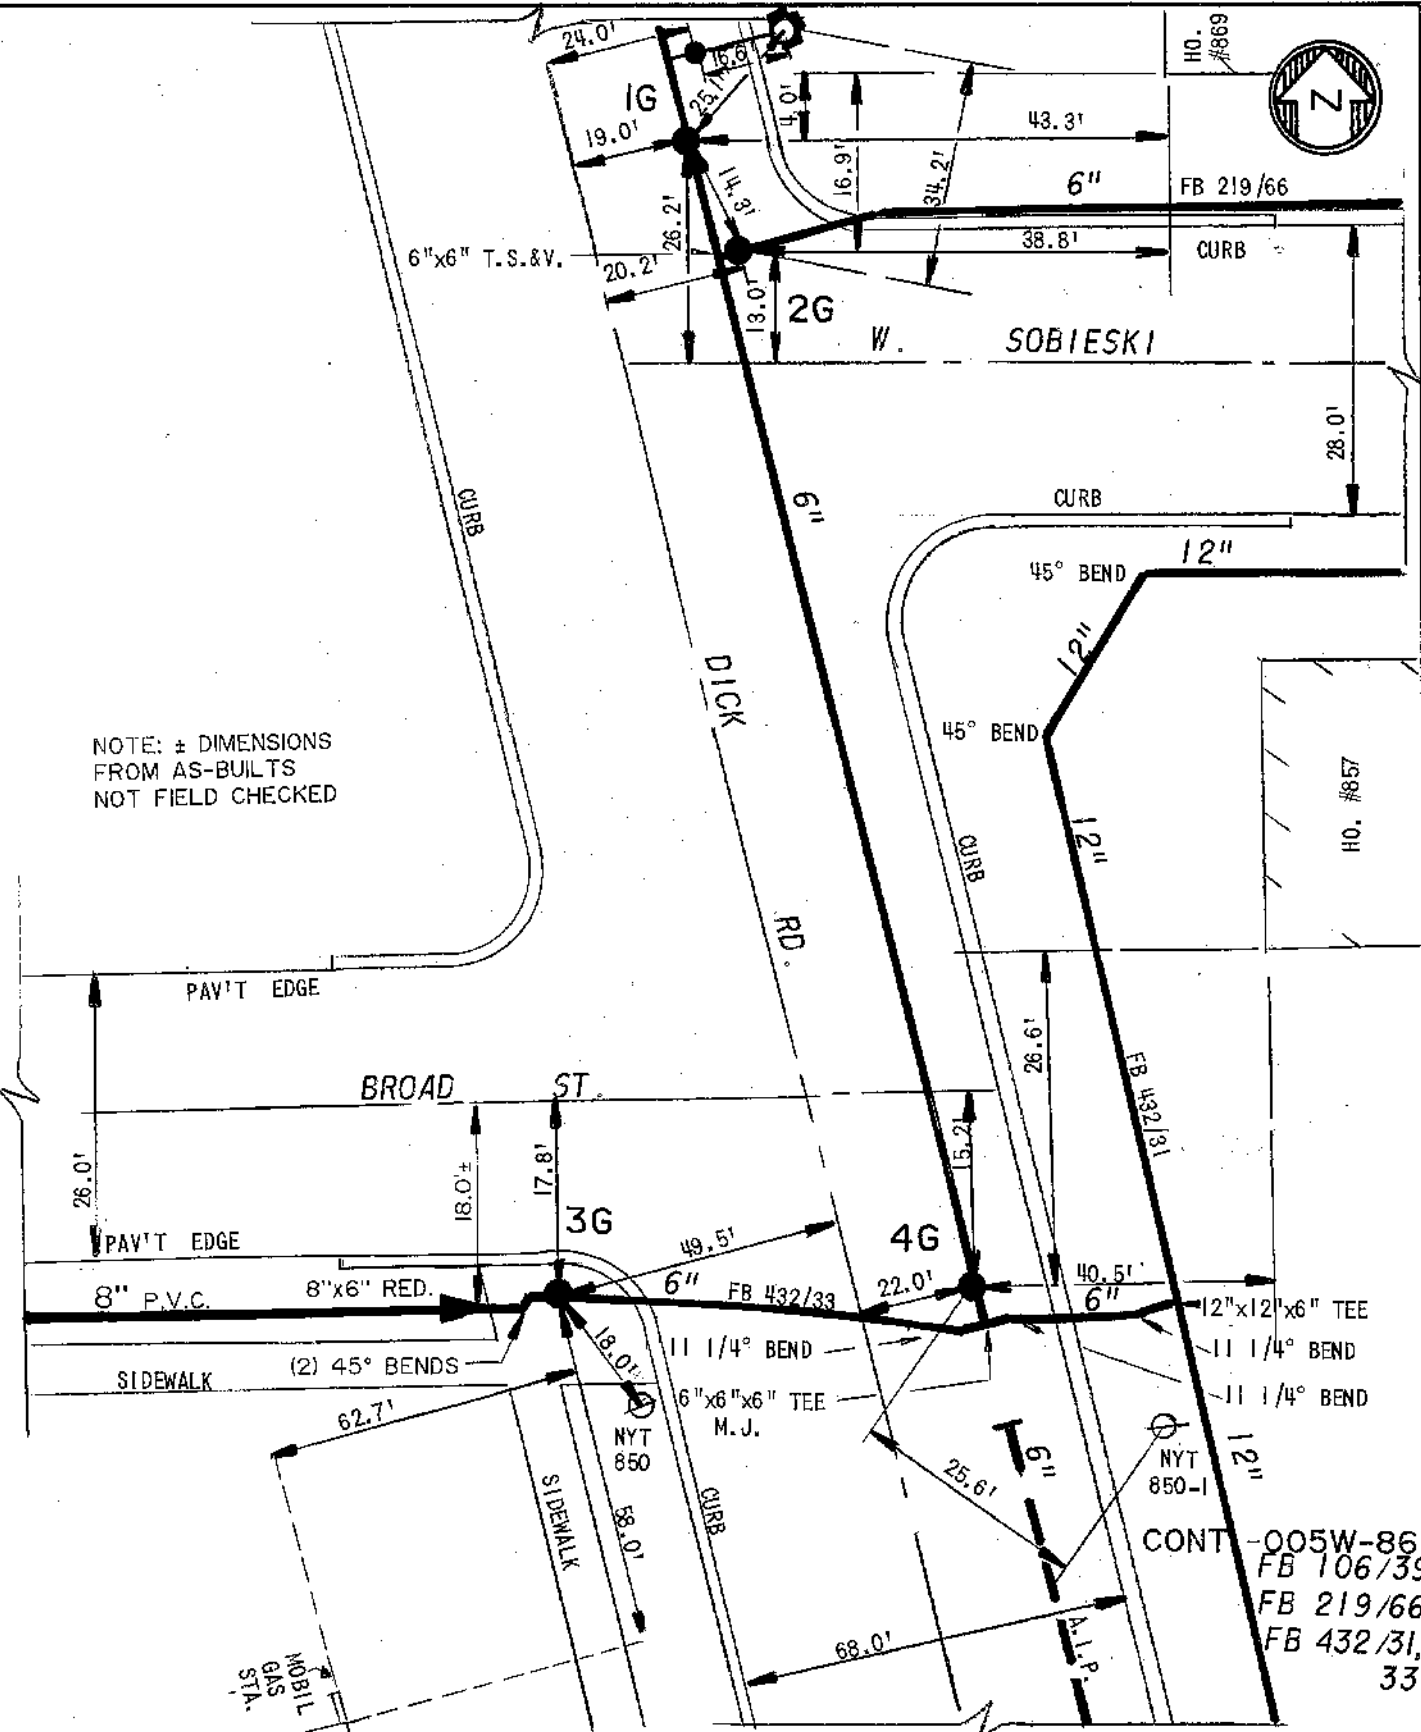 24.0'
16.6'
HO. #869
1G
25.1'
N
19.0'
4.0'
43.3'
16.9'
34.2'
14.3'
6"
FB 219/66
26.2'
6"x6" T.S.&V.
38.8'
CURB
20.2'
13.0'
2G
W. SOBIESKI
28.0'
CURB
6"
CURB
12"
45° BEND
12"
DICK RD.
45° BEND
NOTE: ± DIMENSIONS
FROM AS-BUILTS
NOT FIELD CHECKED
HO. #857
12"
CURB
PAV'T EDGE
26.6'
FB 432/31
BROAD ST.
15.2'
26.0'
18.0'±
17.8'
3G
49.5'
4G
PAV'T EDGE
8" P.V.C.
8"x6" RED.
6"
FB 432/33
22.0'
40.5'
6"
12"x12"x6" TEE
18.0'
11 1/4° BEND
11 1/4° BEND
(2) 45° BENDS
SIDEWALK
6"x6"x6" TEE
M.J.
11 1/4° BEND
62.7'
NYT
850
NYT
850-1
25.6'
6"
12"
SIDEWALK
58.0'
CURB
CONT -005W-86
FB 106/39
FB 219/66
FB 432/31,
33
68.0'
A.I.P.
MOBIL
GAS
STA.